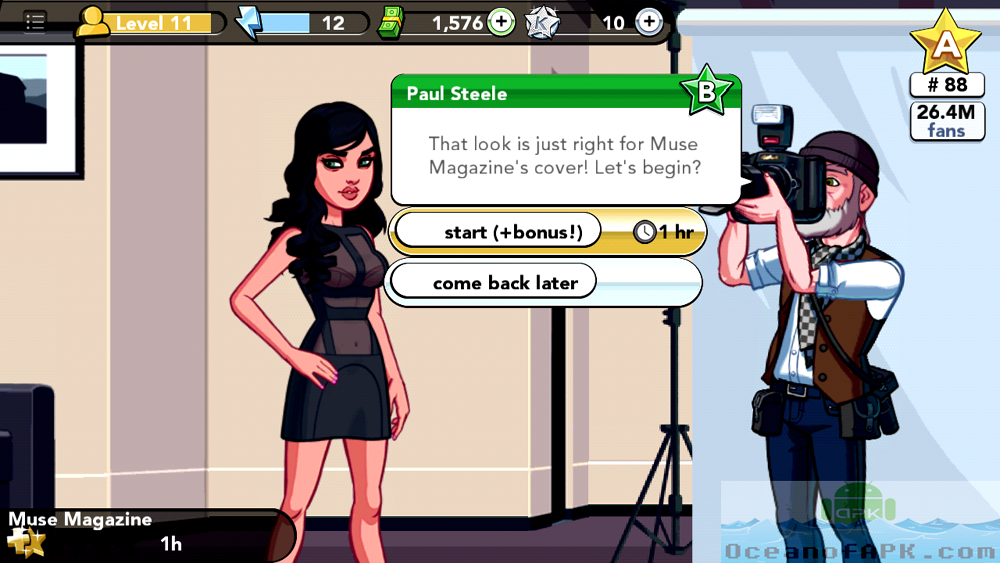 Level 11
12
1,576
K
10
A
# 88
26.4M
fans
Paul Steele
B
That look is just right for Muse
Magazine's cover! Let's begin?
start (+bonus!)
1 hr
come back later
Muse Magazine
1h
APK
OceanofAPK.com